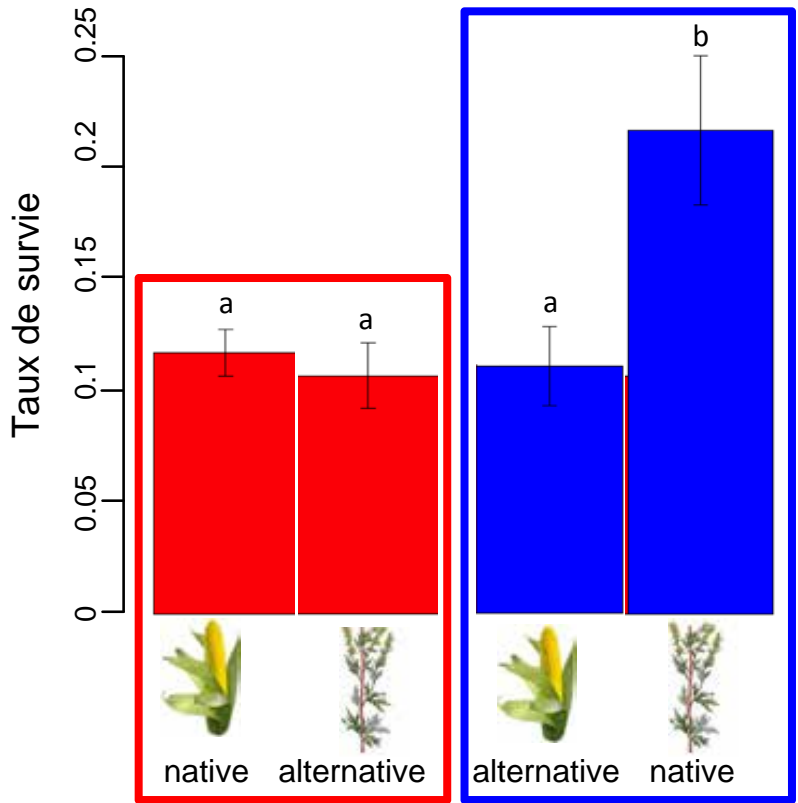 Taux de survie
0.25
0.2
0.15
0.1
0.05
0
a
a
a
b
native
alternative
alternative
native